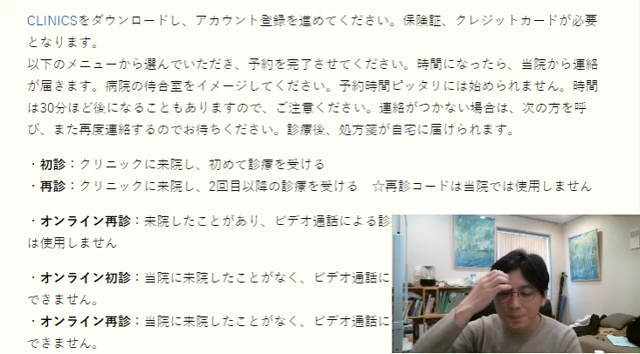 CLINICSをダウンロードし、アカウント登録を進めてください。保険証、クレジットカードが必要
となります。
以下のメニューから選んでいただき、予約を完了させてください。時間になったら、当院から連絡
が届きます。病院の待合室をイメージしてください。予約時間ピッタリには始められません。時間
は30分ほど後になることもありますので、ご注意ください。連絡がつかない場合は、次の方を呼
び、また再度連絡するのでお待ちください。診療後、処方箋が自宅に届けられます。
・初診：クリニックに来院し、初めて診療を受ける
・再診：クリニックに来院し、2回目以降の診療を受ける　☆再診コードは当院では使用しません
・オンライン再診：来院したことがあり、ビデオ通話による診
は使用しません
・オンライン初診：当院に来院したことがなく、ビデオ通話に
できません。
・オンライン再診：当院に来院したことがなく、ビデオ通話に
できません。